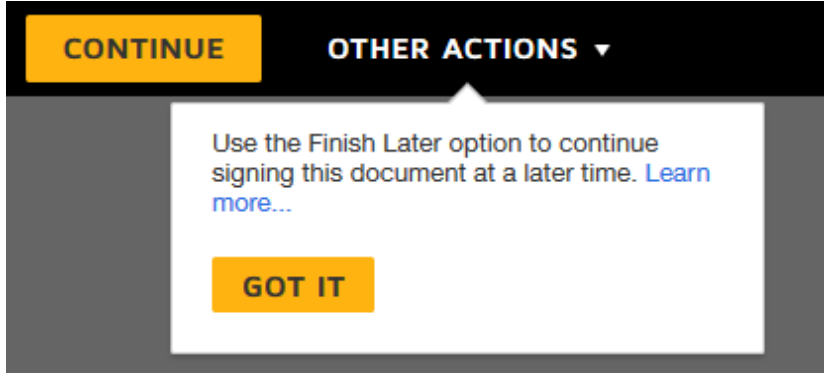 CONTINUE
OTHER ACTIONS ▾
Use the Finish Later option to continue
signing this document at a later time. Learn
more...
GOT IT